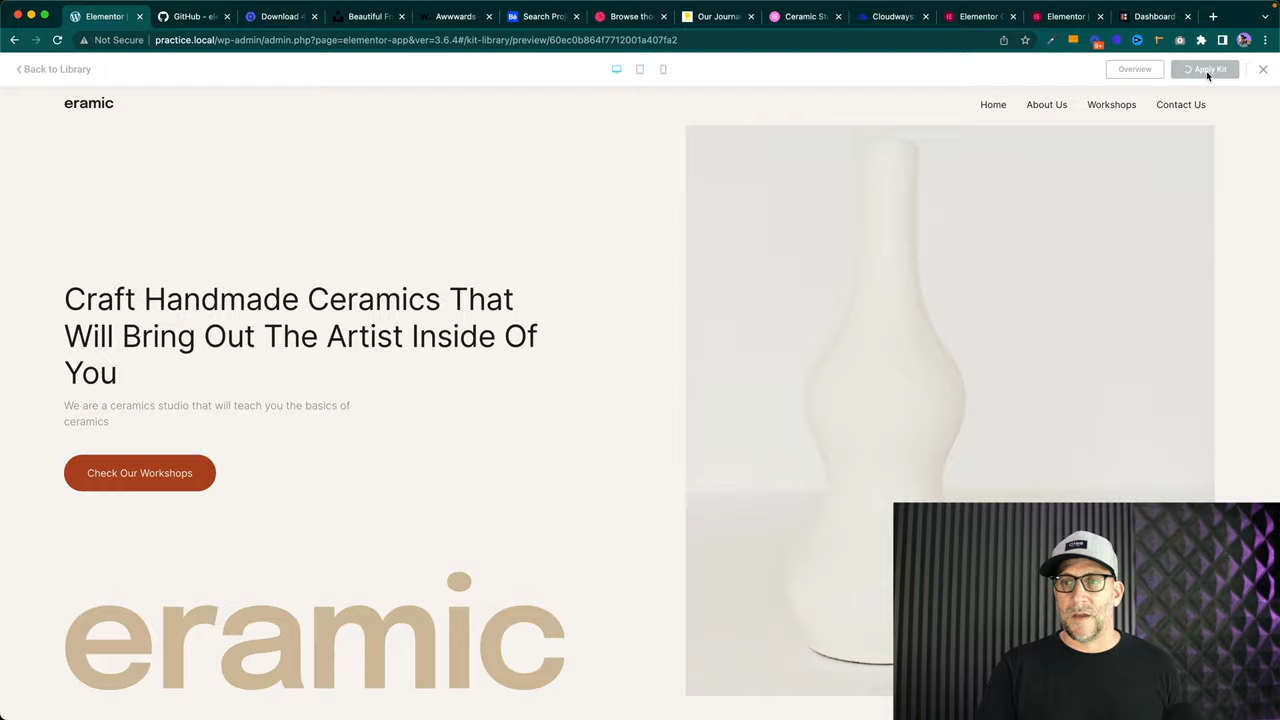 Elementor
GitHub - ele
Download 4
Beautiful Fr
Awwwards
Search Proj
Browse thou
Our Journa
Ceramic Stu
Cloudways
Elementor C
Elementor
Dashboard
Not Secure practice.local/wp-admin/admin.php?page=elementor-app&ver=3.6.4#/kit-library/preview/60ec0b864f7712001a407fa2
Back to Library
Overview
Apply Kit
eramic
Home
About Us
Workshops
Contact Us
Craft Handmade Ceramics That
Will Bring Out The Artist Inside Of
You
We are a ceramics studio that will teach you the basics of
ceramics
Check Our Workshops
eramic